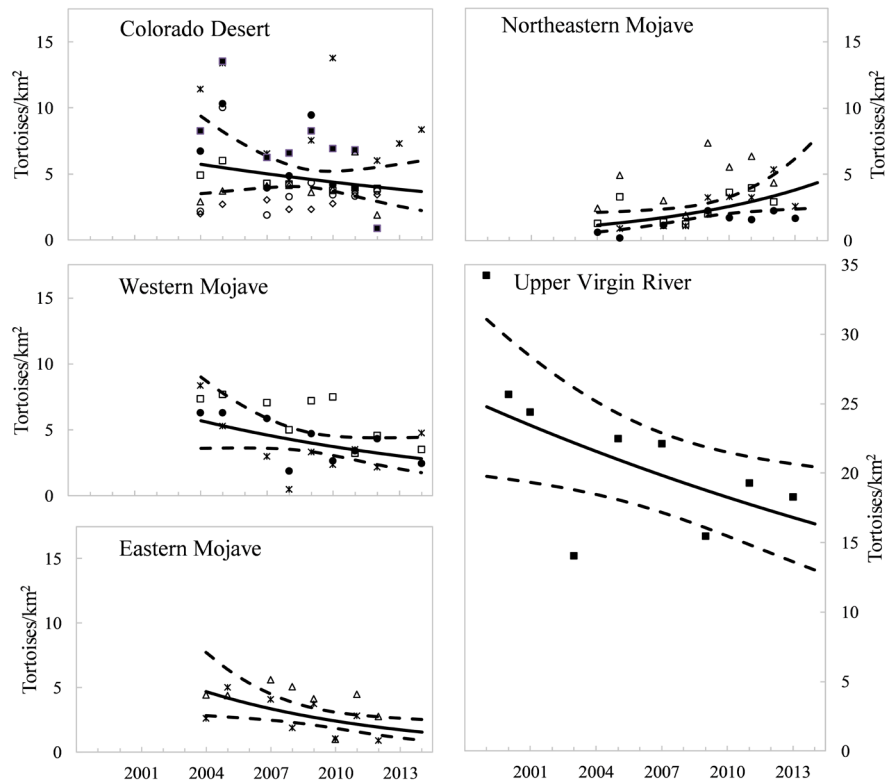 Colorado Desert
Tortoises/km²
15
10
5
0
Northeastern Mojave
Tortoises/km²
15
10
5
0
Western Mojave
Tortoises/km²
15
10
5
0
Upper Virgin River
Tortoises/km²
35
30
25
20
15
10
5
0
2001 2004 2007 2010 2013
Eastern Mojave
Tortoises/km²
15
10
5
0
2001 2004 2007 2010 2013